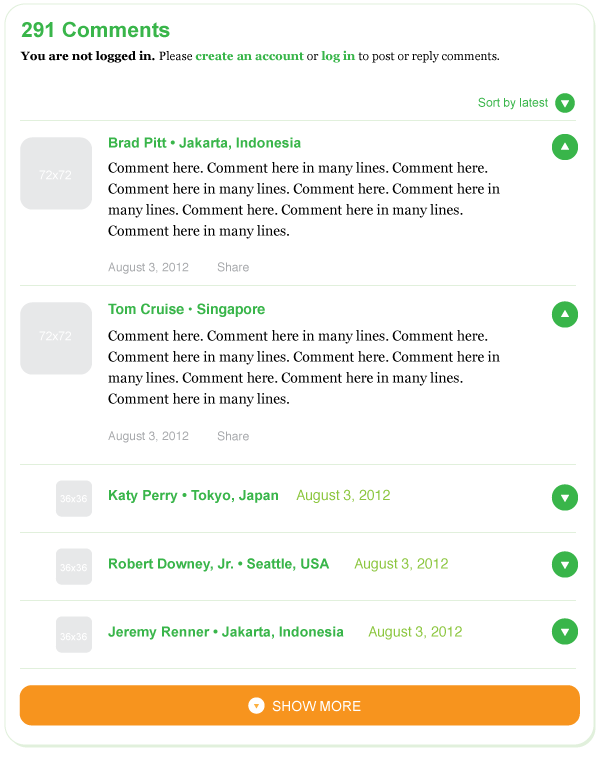 291 Comments
You are not logged in. Please create an account or log in to post or reply comments.
Sort by latest
Brad Pitt • Jakarta, Indonesia
72x72
Comment here. Comment here in many lines. Comment here.
Comment here in many lines. Comment here. Comment here in
many lines. Comment here. Comment here in many lines.
Comment here in many lines.
August 3, 2012 Share
Tom Cruise • Singapore
72x72
Comment here. Comment here in many lines. Comment here.
Comment here in many lines. Comment here. Comment here in
many lines. Comment here. Comment here in many lines.
Comment here in many lines.
August 3, 2012 Share
36x36 Katy Perry • Tokyo, Japan August 3, 2012
36x36 Robert Downey, Jr. • Seattle, USA August 3, 2012
36x36 Jeremy Renner • Jakarta, Indonesia August 3, 2012
SHOW MORE